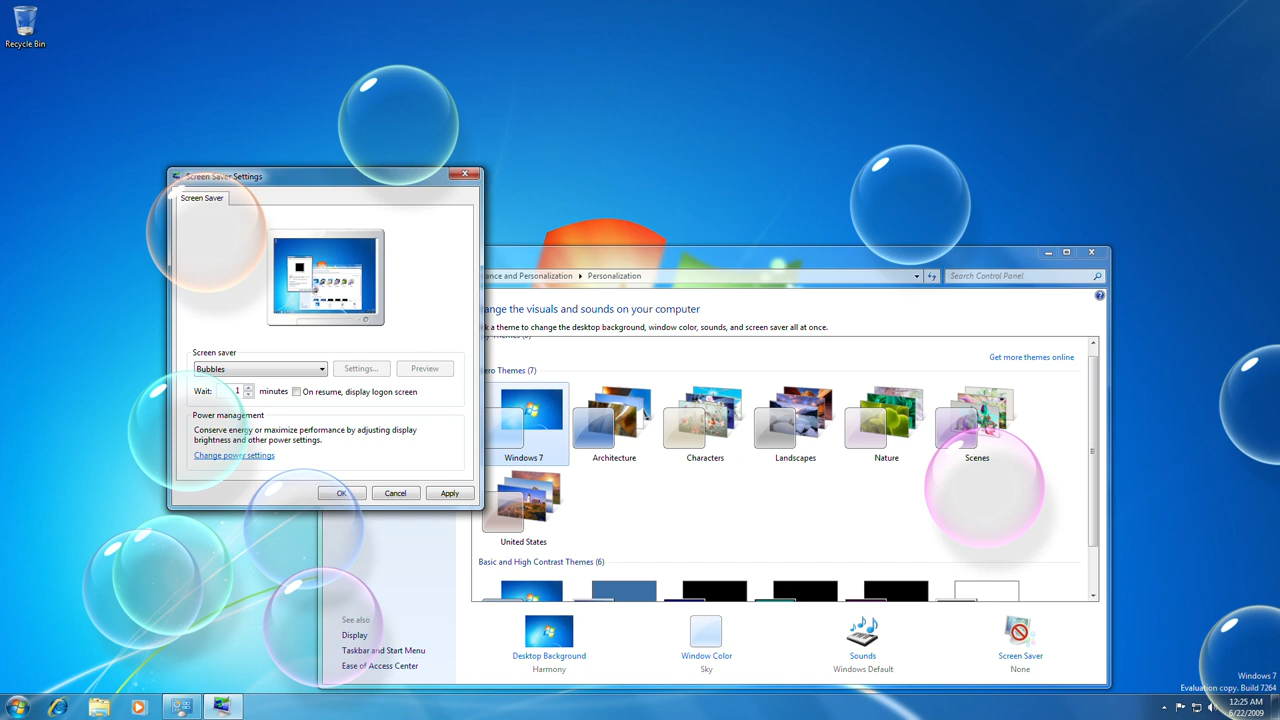 Recycle Bin
Screen Saver Settings
Screen Saver
Screen saver
Bubbles
Settings...
Preview
Wait:
1
minutes
On resume, display logon screen
Power management
Conserve energy or maximize performance by adjusting display
brightness and other power settings.
Change power settings
OK
Cancel
Apply
and Personalization
Personalization
Search Control Panel
the visuals and sounds on your computer
a theme to change the desktop background, window color, sounds, and screen saver all at once.
Get more themes online
Themes (7)
Windows 7
Architecture
Characters
Landscapes
Nature
Scenes
United States
Basic and High Contrast Themes (6)
See also
Display
Taskbar and Start Menu
Ease of Access Center
Desktop Background
Harmony
Window Color
Sky
Sounds
Windows Default
Screen Saver
None
Windows 7
Evaluation copy. Build 7264
12:25 AM
6/22/2009